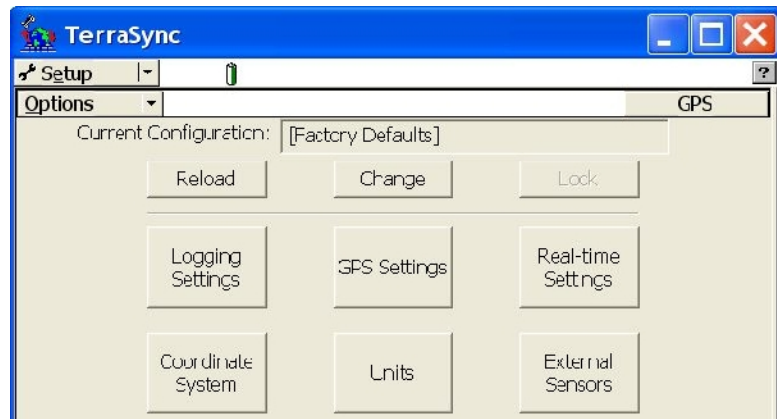 TerraSync
Setup
?
Options GPS
Current Configuration: [Factory Defaults]
Reload Change Lock
Logging Settings
GPS Settings
Real-time Settings
Coordinate System
Units
External Sensors